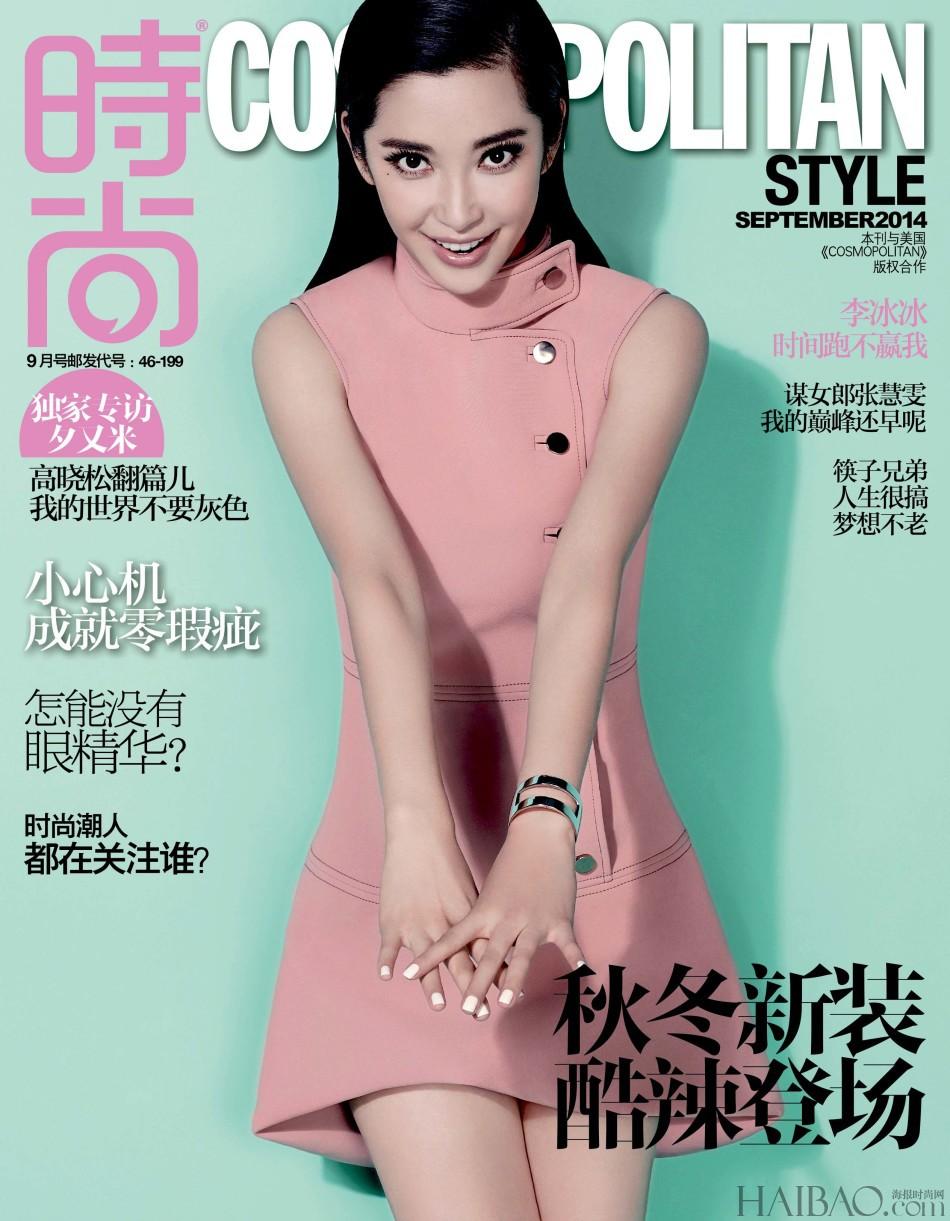 時尚®
COSMOPOLITAN
STYLE
SEPTEMBER2014
本刊与美国
《COSMOPOLITAN》
版权合作
9月号邮发代号：46-199
独家专访
夕又米
高晓松翻篇儿
我的世界不要灰色
小心机
成就零瑕疵
怎能没有
眼精华？
时尚潮人
都在关注谁？
李冰冰
时间跑不赢我
谋女郎张慧雯
我的巅峰还早呢
筷子兄弟
人生很搞
梦想不老
秋冬新装
酷辣登场
HAIBAO.com
海报时尚网